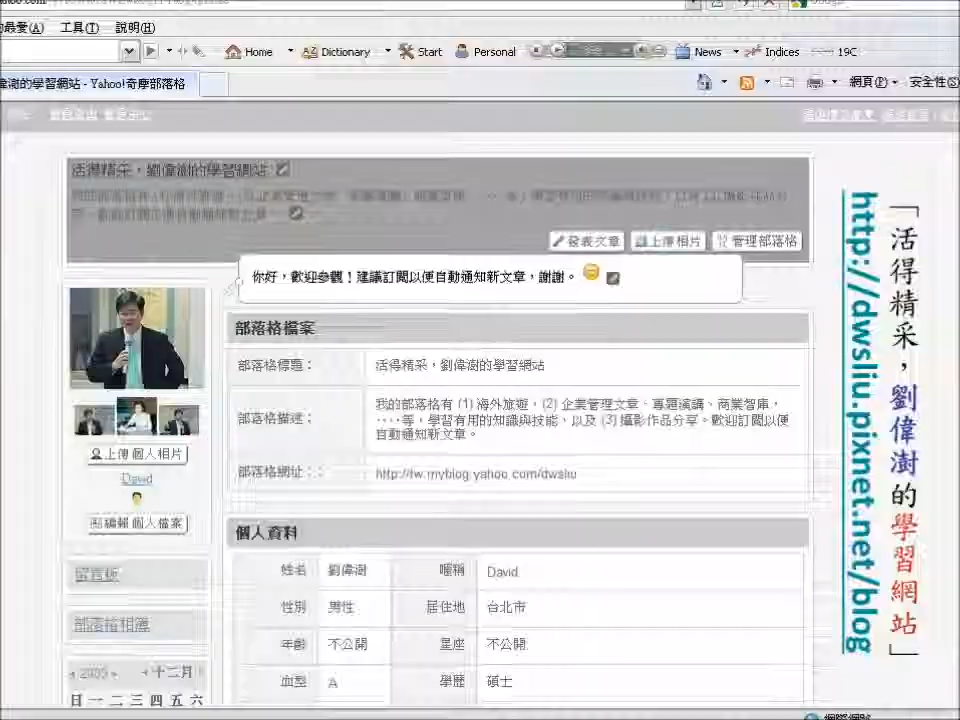 的最愛(A) 工具(T) 說明(H)
Home Dictionary Start Personal News Indices 19C
偉澍的學習網站 - Yahoo!奇摩部落格
網頁(P) 安全性(S)
活得精采，劉偉澍的學習網站
發表文章 上傳相片 管理部落格
你好，歡迎參觀！建議訂閱以便自動通知新文章，謝謝。
部落格檔案
部落格標題： 活得精采，劉偉澍的學習網站
部落格描述： 我的部落格有 (1) 海外旅遊，(2) 企業管理文章、專題演講、商業智庫，
‥‥等，學習有用的知識與技能、以及 (3) 攝影作品分享。歡迎訂閱以便
自動通知新文章。
部落格網址： http://tw.myblog.yahoo.com/dwsliu
上傳個人相片
David
編輯個人檔案
個人資料
姓名 劉偉澍 暱稱 David
性別 男性 居住地 台北市
年齡 不公開 星座 不公開
血型 A 學歷 碩士
留言板
部落格相簿
2009 十二月
日 一 二 三 四 五 六
「活得精采，劉偉澍的學習網站」
http://dwsliu.pixnet.net/blog